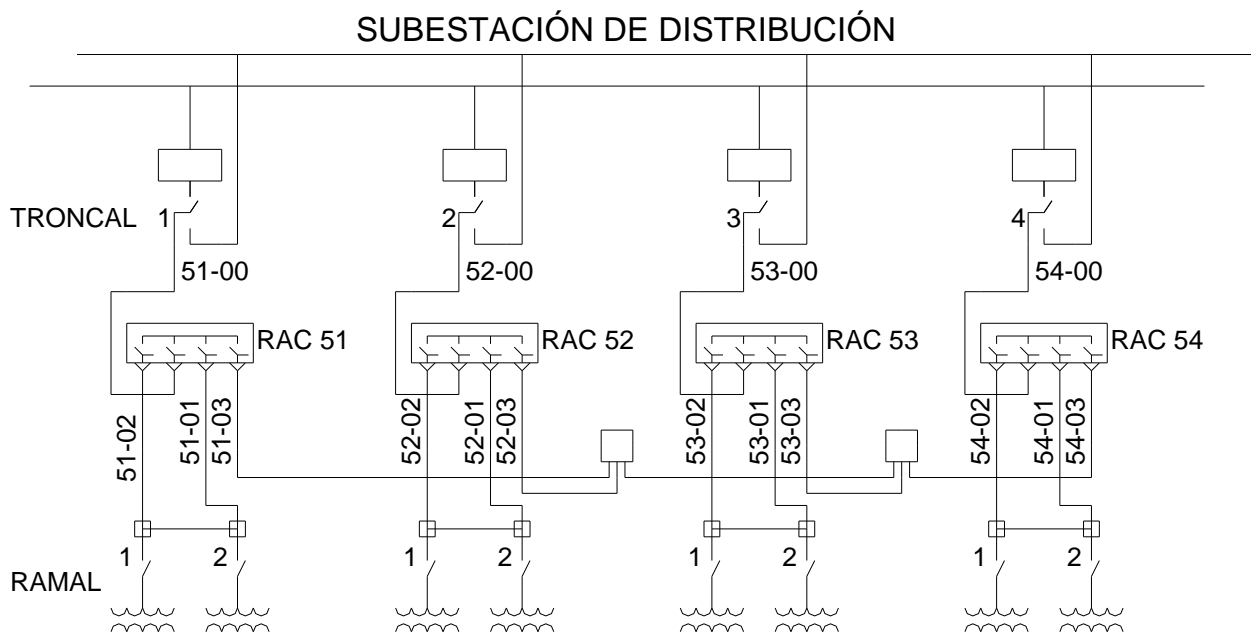 SUBESTACIÓN DE DISTRIBUCIÓN
TRONCAL 1 2 3 4
51-00 52-00 53-00 54-00
RAC 51 RAC 52 RAC 53 RAC 54
51-02 51-01 51-03 52-02 52-01 52-03 53-02 53-01 53-03 54-02 54-01 54-03
1 2 1 2 1 2 1 2
RAMAL